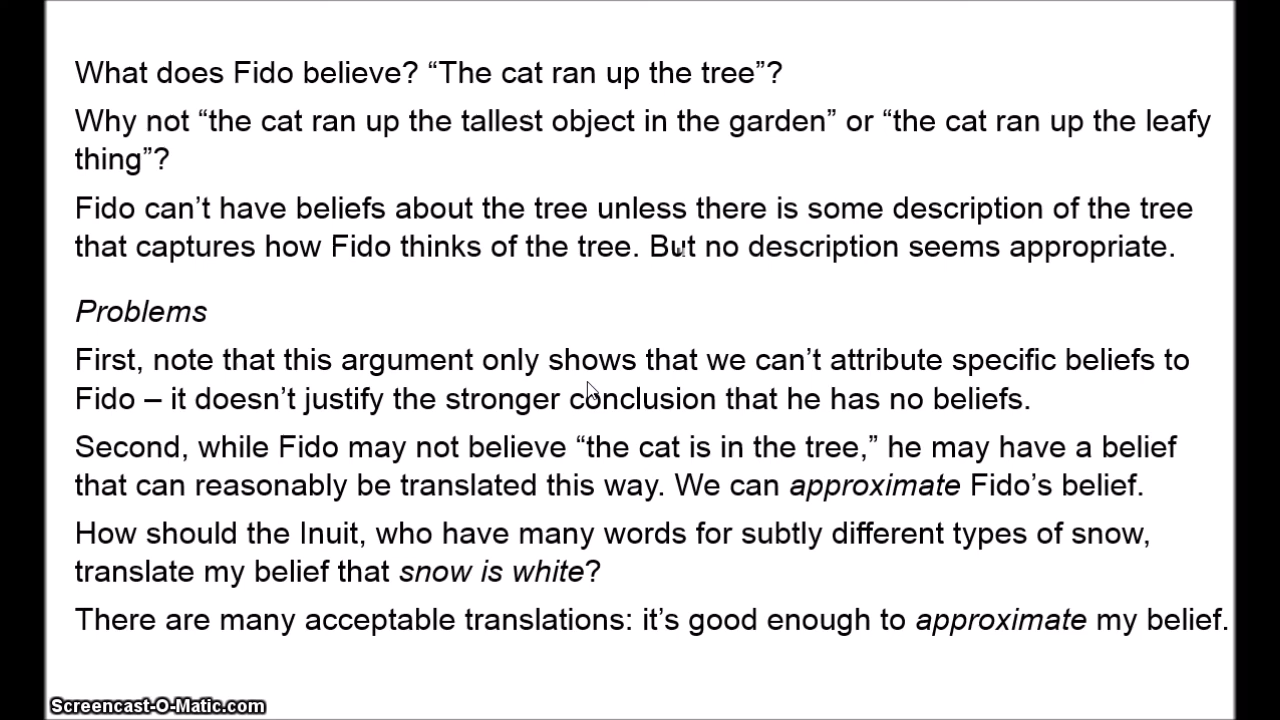 What does Fido believe? “The cat ran up the tree”?
Why not “the cat ran up the tallest object in the garden” or “the cat ran up the leafy
thing”?
Fido can’t have beliefs about the tree unless there is some description of the tree
that captures how Fido thinks of the tree. But no description seems appropriate.
Problems
First, note that this argument only shows that we can’t attribute specific beliefs to
Fido – it doesn’t justify the stronger conclusion that he has no beliefs.
Second, while Fido may not believe “the cat is in the tree,” he may have a belief
that can reasonably be translated this way. We can approximate Fido’s belief.
How should the Inuit, who have many words for subtly different types of snow,
translate my belief that snow is white?
There are many acceptable translations: it’s good enough to approximate my belief.
Screencast-O-Matic.com